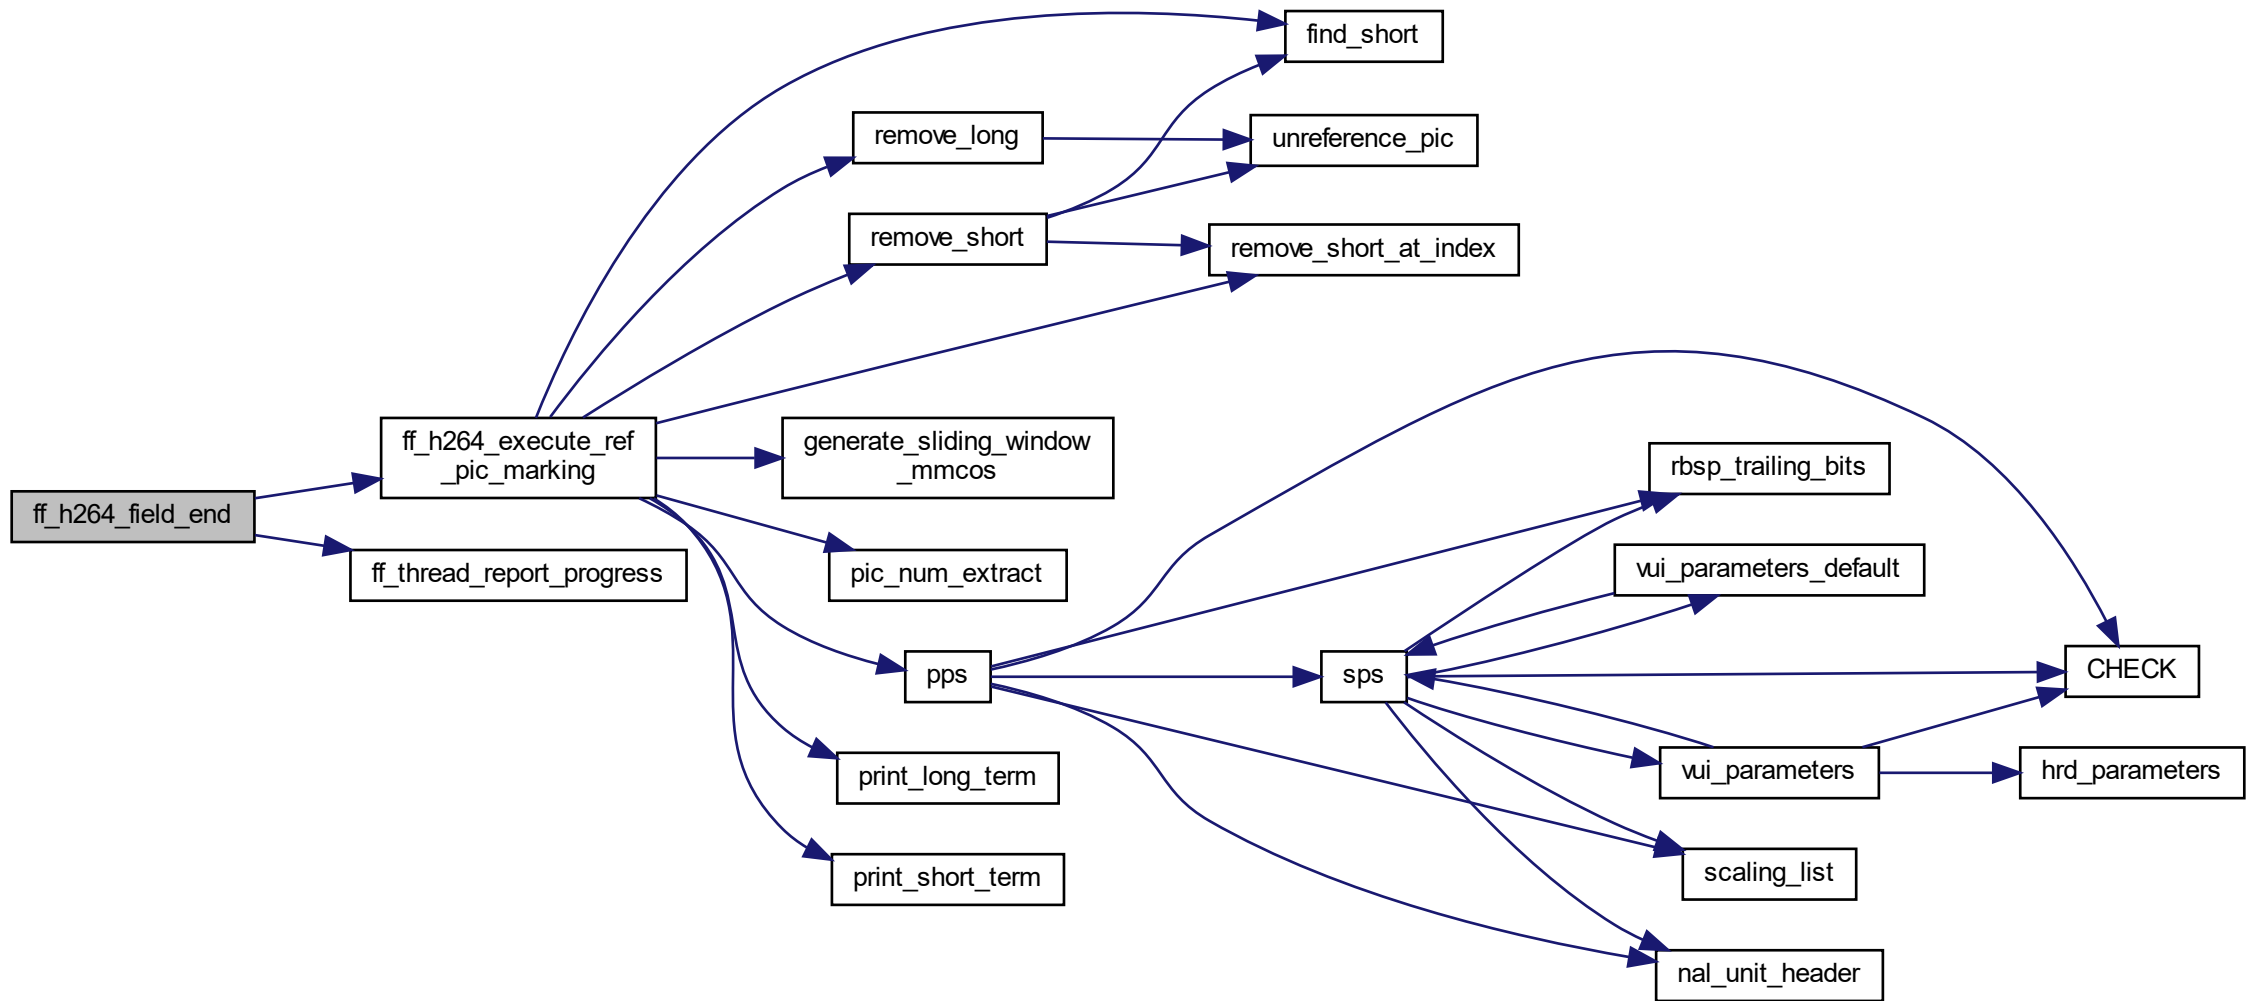 find_short
remove_long
unreference_pic
remove_short
remove_short_at_index
ff_h264_execute_ref
_pic_marking
generate_sliding_window
_mmcos
rbsp_trailing_bits
ff_h264_field_end
ff_thread_report_progress
pic_num_extract
vui_parameters_default
pps
sps
CHECK
print_long_term
vui_parameters
hrd_parameters
print_short_term
scaling_list
nal_unit_header